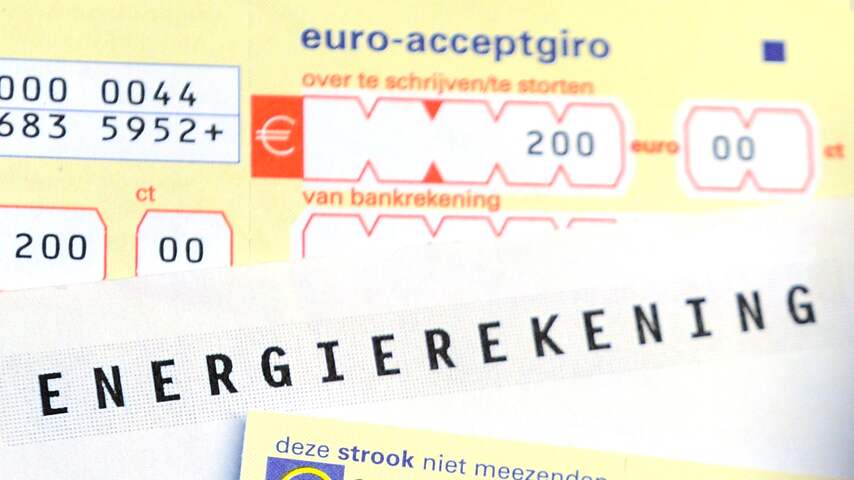 euro-acceptgiro
over te schrijven/te storten
000 0044
683 5952+
€ 200 euro 00 ct
van bankrekening
ct
200 00
ENERGIEREKENING
deze strook niet meezenden